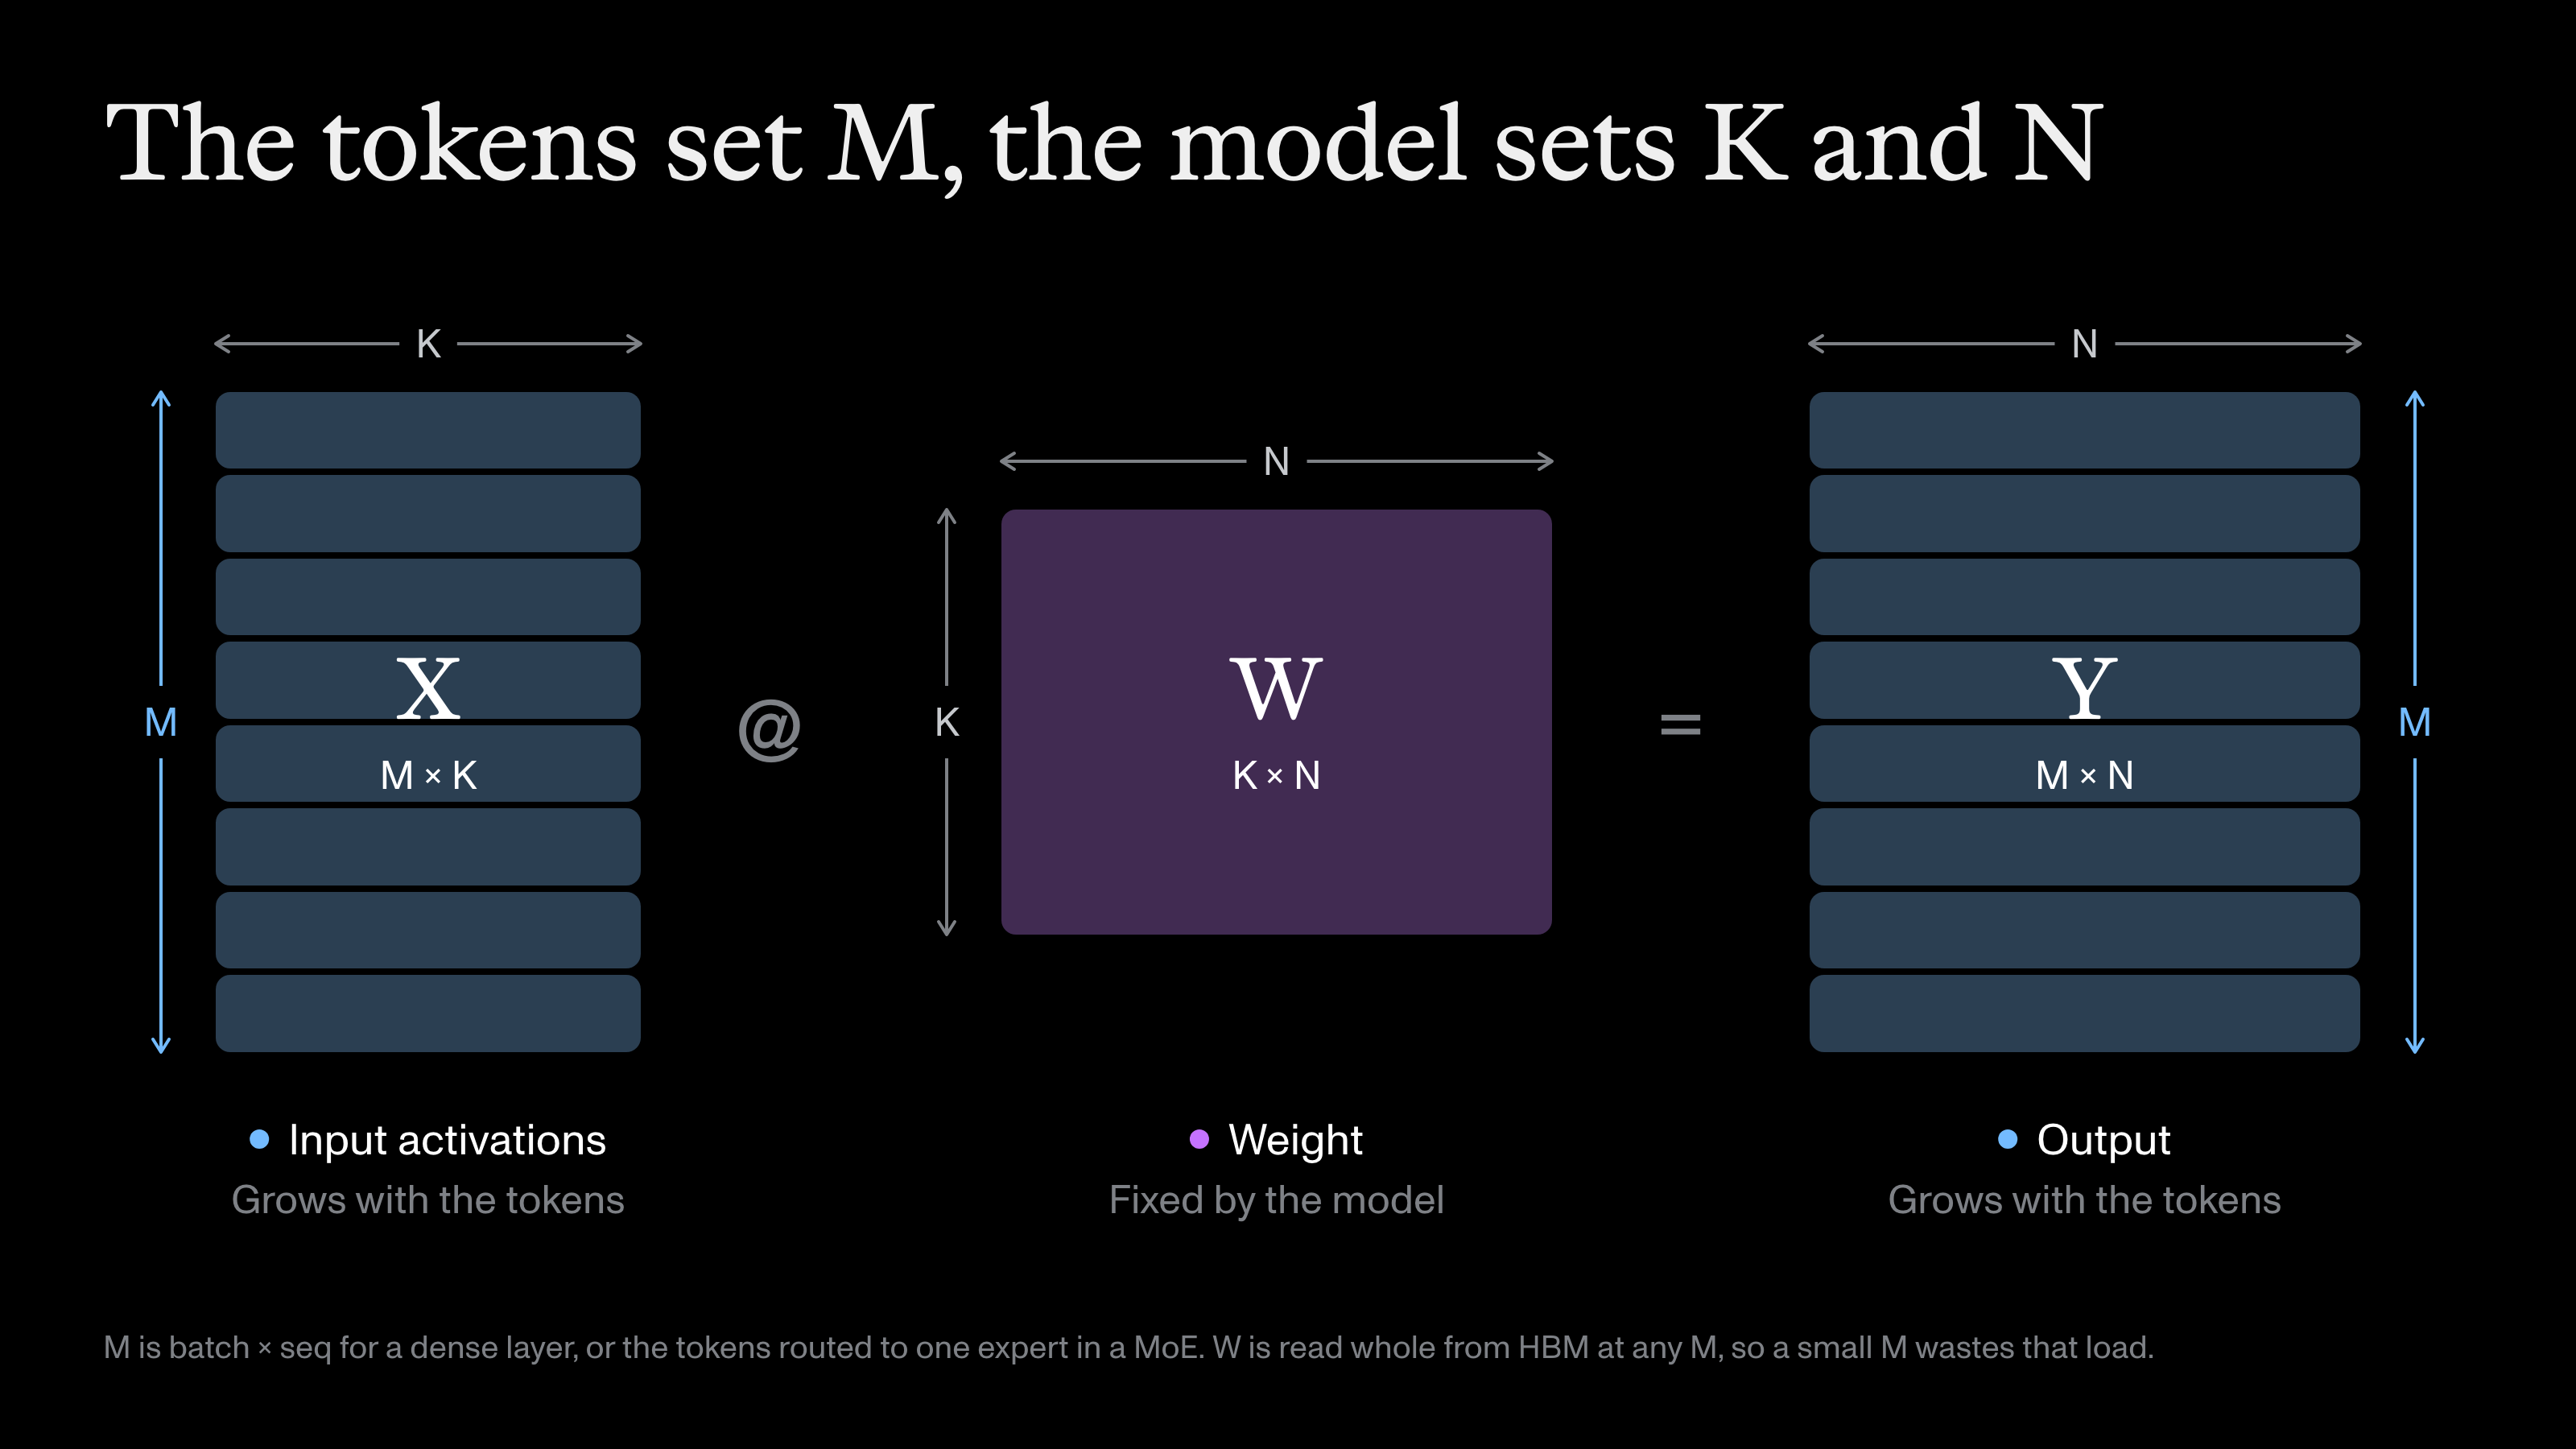 The tokens set M, the model sets K and N
K
N
N
M
X
M × K
@
K
W
K × N
=
Y
M × N
M
Input activations
Grows with the tokens
Weight
Fixed by the model
Output
Grows with the tokens
M is batch × seq for a dense layer, or the tokens routed to one expert in a MoE. W is read whole from HBM at any M, so a small M wastes that load.